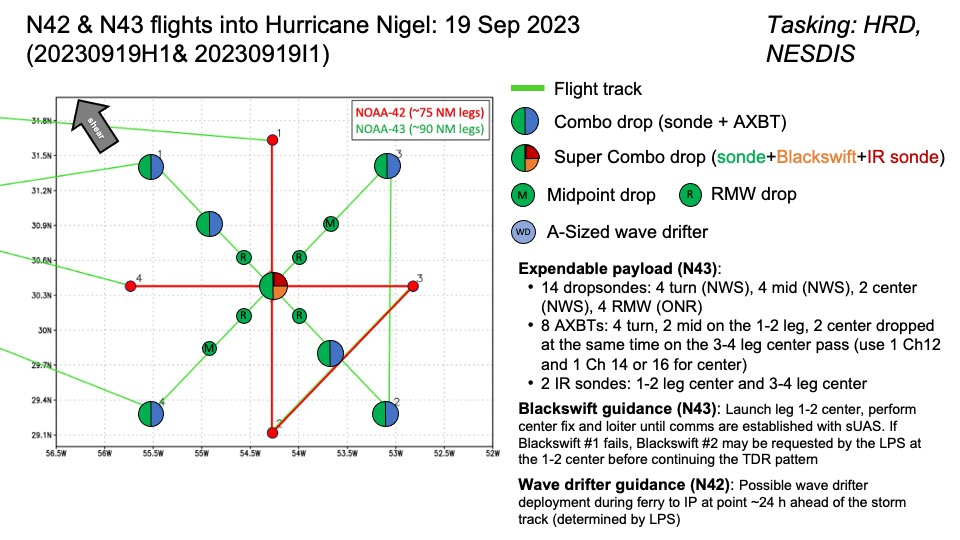 N42 & N43 flights into Hurricane Nigel: 19 Sep 2023
(20230919H1& 20230919I1)
Tasking: HRD,
NESDIS
Flight track
Combo drop (sonde + AXBT)
Super Combo drop (sonde+Blackswift+IR sonde)
M Midpoint drop R RMW drop
WD A-Sized wave drifter
Expendable payload (N43):
• 14 dropsondes: 4 turn (NWS), 4 mid (NWS), 2 center
(NWS), 4 RMW (ONR)
• 8 AXBTs: 4 turn, 2 mid on the 1-2 leg, 2 center dropped
at the same time on the 3-4 leg center pass (use 1 Ch12
and 1 Ch 14 or 16 for center)
• 2 IR sondes: 1-2 leg center and 3-4 leg center
Blackswift guidance (N43): Launch leg 1-2 center, perform
center fix and loiter until comms are established with sUAS. If
Blackswift #1 fails, Blackswift #2 may be requested by the LPS at
the 1-2 center before continuing the TDR pattern
Wave drifter guidance (N42): Possible wave drifter
deployment during ferry to IP at point ~24 h ahead of the storm
track (determined by LPS)
shear
NOAA-42 (~75 NM legs)
NOAA-43 (~90 NM legs)
31.8N
31.5N
31.2N
30.9N
30.6N
30.3N
30N
29.7N
29.4N
29.1N
56.5W 56W 55.5W 55W 54.5W 54W 53.5W 53W 52.5W 52W
1
1 3
M
R R
4 3
R R
M
4 2
2